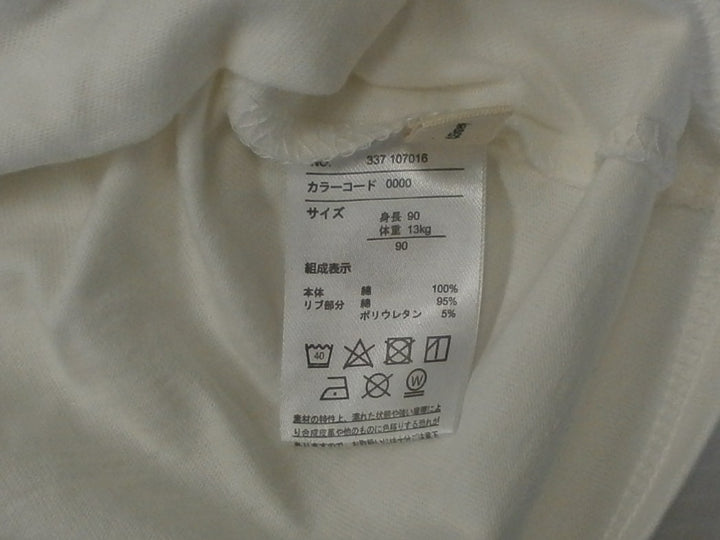 NO. 337 107016
カラーコード 0000
サイズ 身長 90
体重 13kg
90
組成表示
本体 綿 100%
リブ部分 綿 95%
ポリウレタン 5%
40
W
素材の特性上、濡れた状態や強い摩擦によ
り合成皮革や他のものに色移りする恐れが